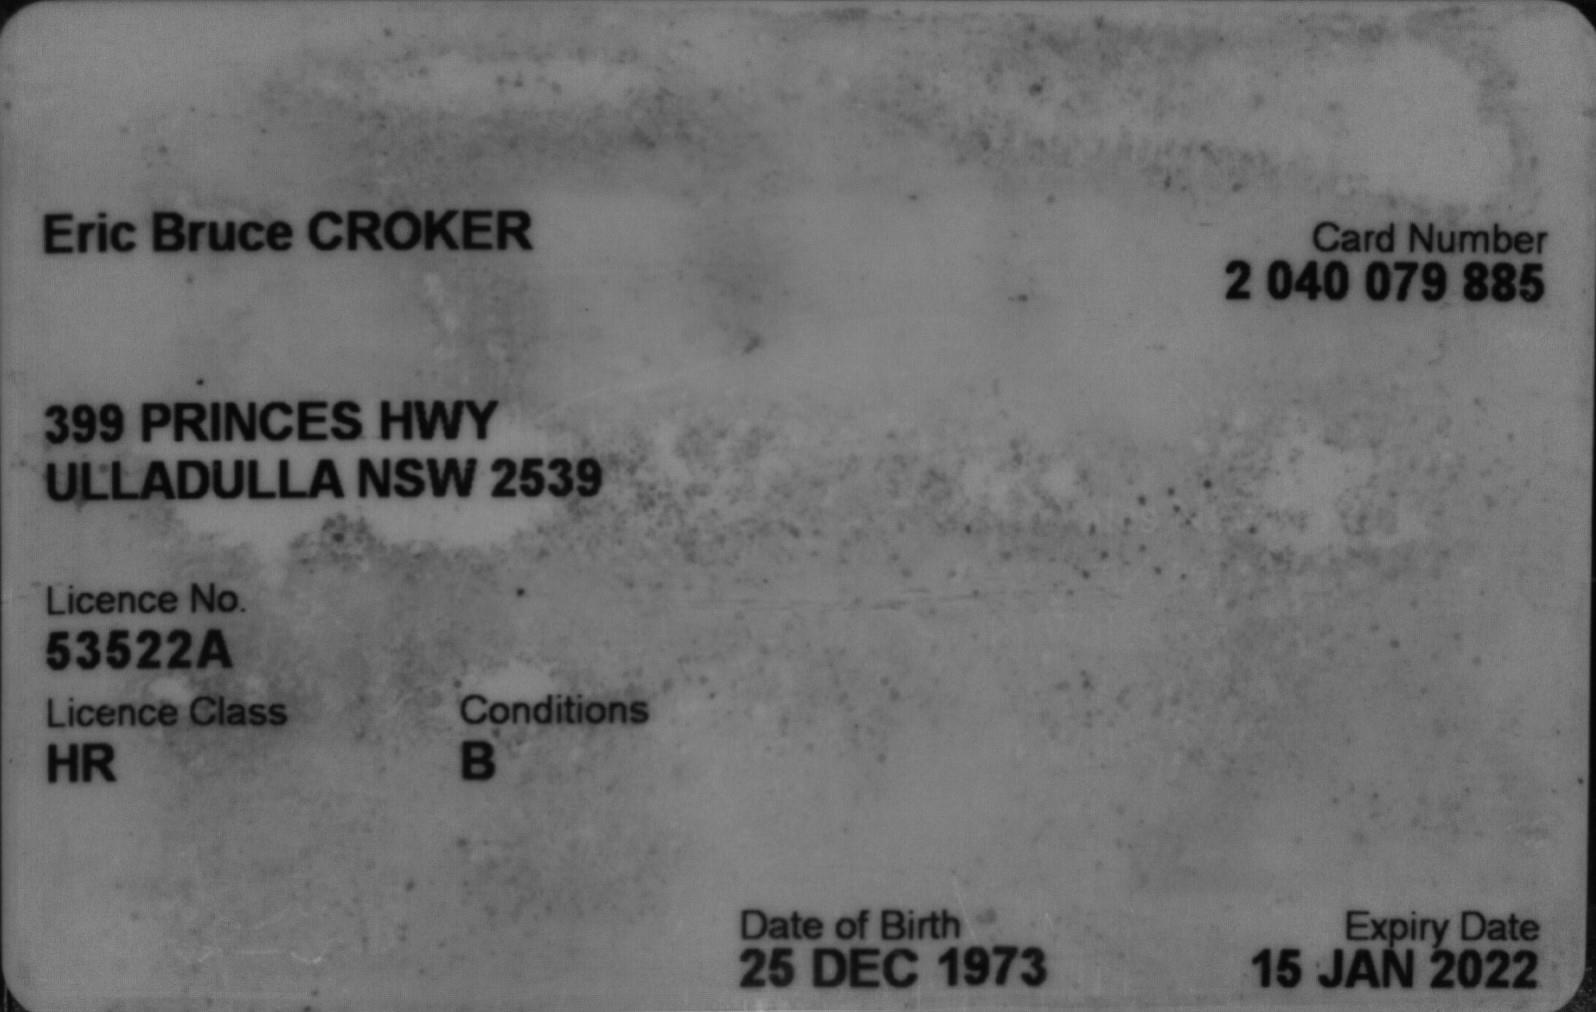 Eric Bruce CROKER
Card Number
2 040 079 885
399 PRINCES HWY
ULLADULLA NSW 2539
Licence No.
53522A
Licence Class
HR
Conditions
B
Date of Birth
25 DEC 1973
Expiry Date
15 JAN 2022